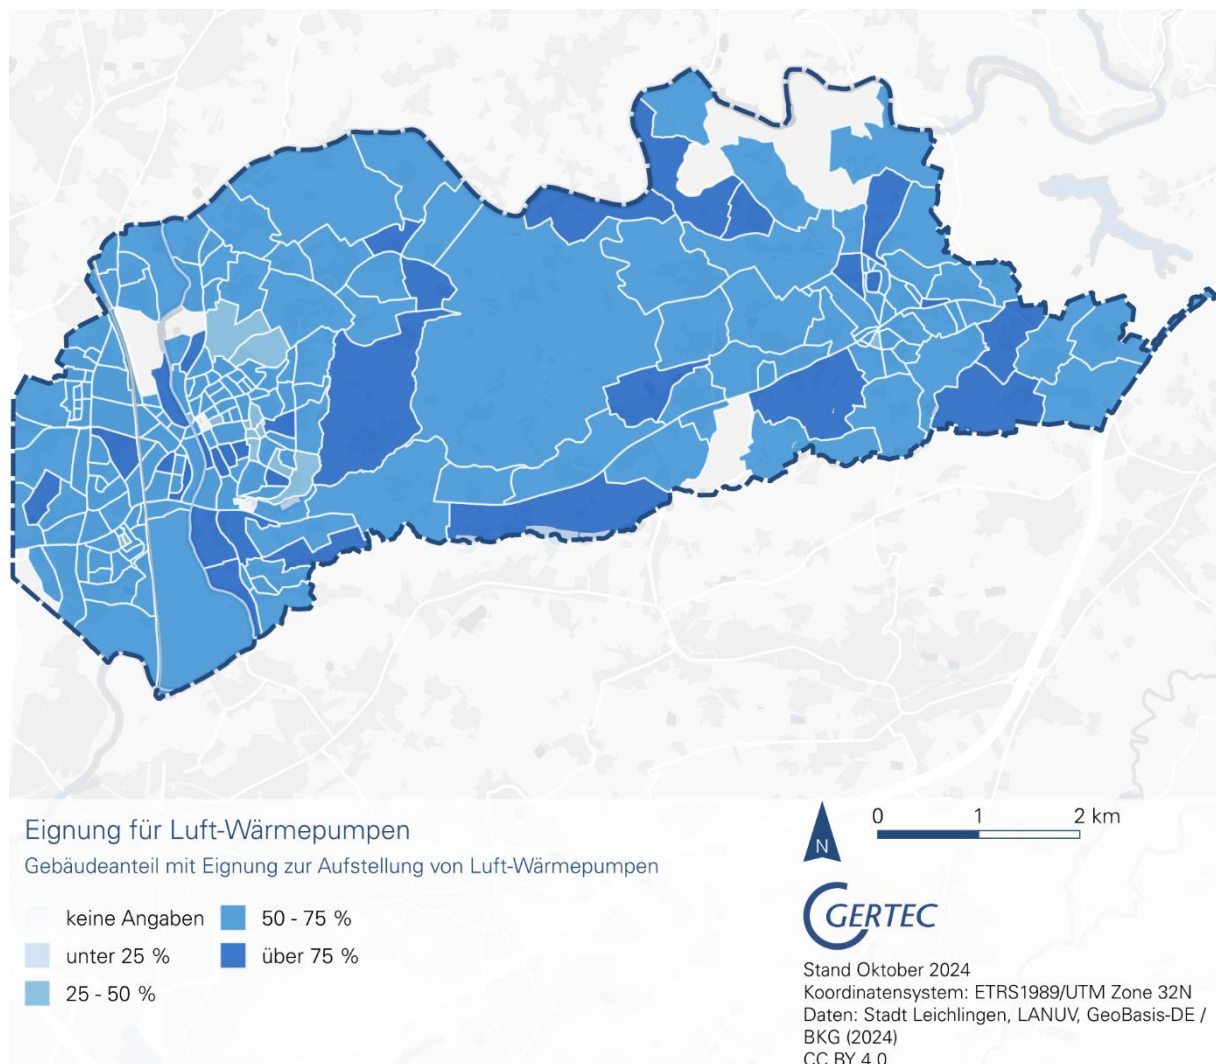 Eignung für Luft-Wärmepumpen
Gebäudeanteil mit Eignung zur Aufstellung von Luft-Wärmepumpen
keine Angaben
unter 25 %
25 - 50 %
50 - 75 %
über 75 %
N
0 1 2 km
GERTEC
Stand Oktober 2024
Koordinatensystem: ETRS1989/UTM Zone 32N
Daten: Stadt Leichlingen, LANUV, GeoBasis-DE /
BKG (2024)
CC BY 4.0